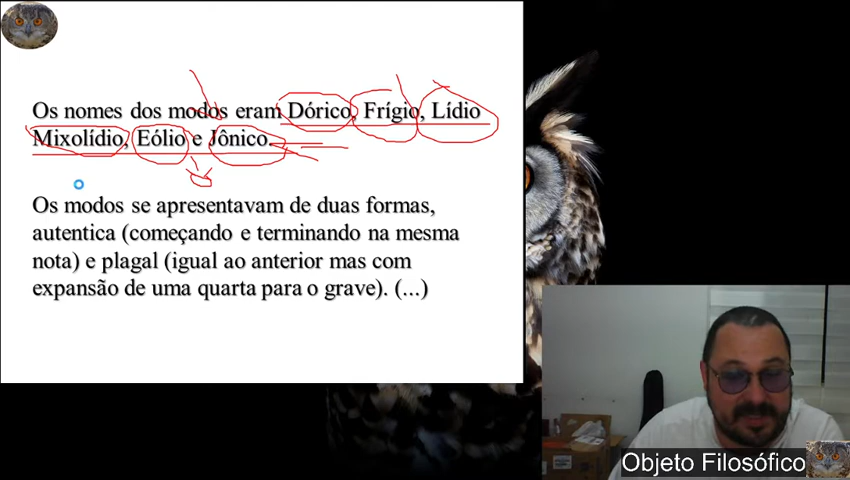 Os nomes dos modos eram Dórico, Frígio, Lídio
Mixolídio, Eólio e Jônico.
Os modos se apresentavam de duas formas,
autentica (começando e terminando na mesma
nota) e plagal (igual ao anterior mas com
expansão de uma quarta para o grave). (...)
Objeto Filosófico